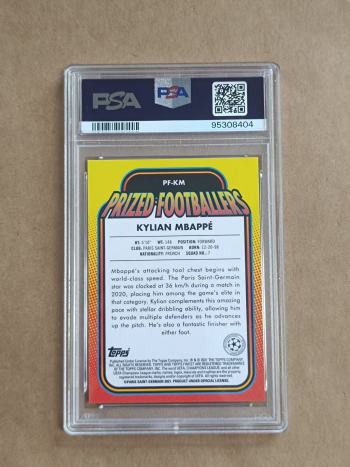 PSA
PSA
95308404
PF-KM
PRIZED FOOTBALLERS
KYLIAN MBAPPÉ
HT: 5'10" WT: 146 POSITION: FORWARD
CLUB: PARIS SAINT-GERMAIN BORN: 12-20-98
NATIONALITY: FRENCH SQUAD NO.: 7
Mbappé's attacking tool chest begins with
world-class speed. The Paris Saint-Germain
star was clocked at 36 km/h during a match in
2020, placing him among the game's elite in
that category. Kylian complements this amazing
pace with stellar dribbling ability, allowing
him to evade multiple defenders as he advances
up the pitch. He's also a fantastic finisher with
either foot.
Topps